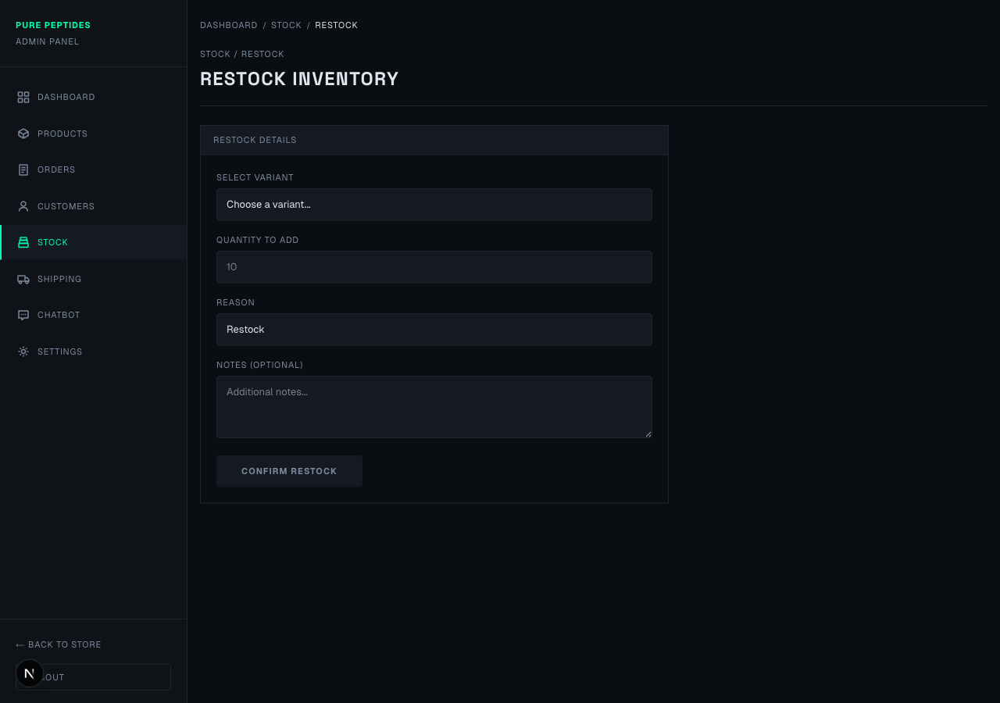 PURE PEPTIDES
ADMIN PANEL
DASHBOARD
PRODUCTS
ORDERS
CUSTOMERS
STOCK
SHIPPING
CHATBOT
SETTINGS
← BACK TO STORE
N
OUT
DASHBOARD / STOCK / RESTOCK
STOCK / RESTOCK
RESTOCK INVENTORY
RESTOCK DETAILS
SELECT VARIANT
Choose a variant...
QUANTITY TO ADD
10
REASON
Restock
NOTES (OPTIONAL)
Additional notes...
CONFIRM RESTOCK